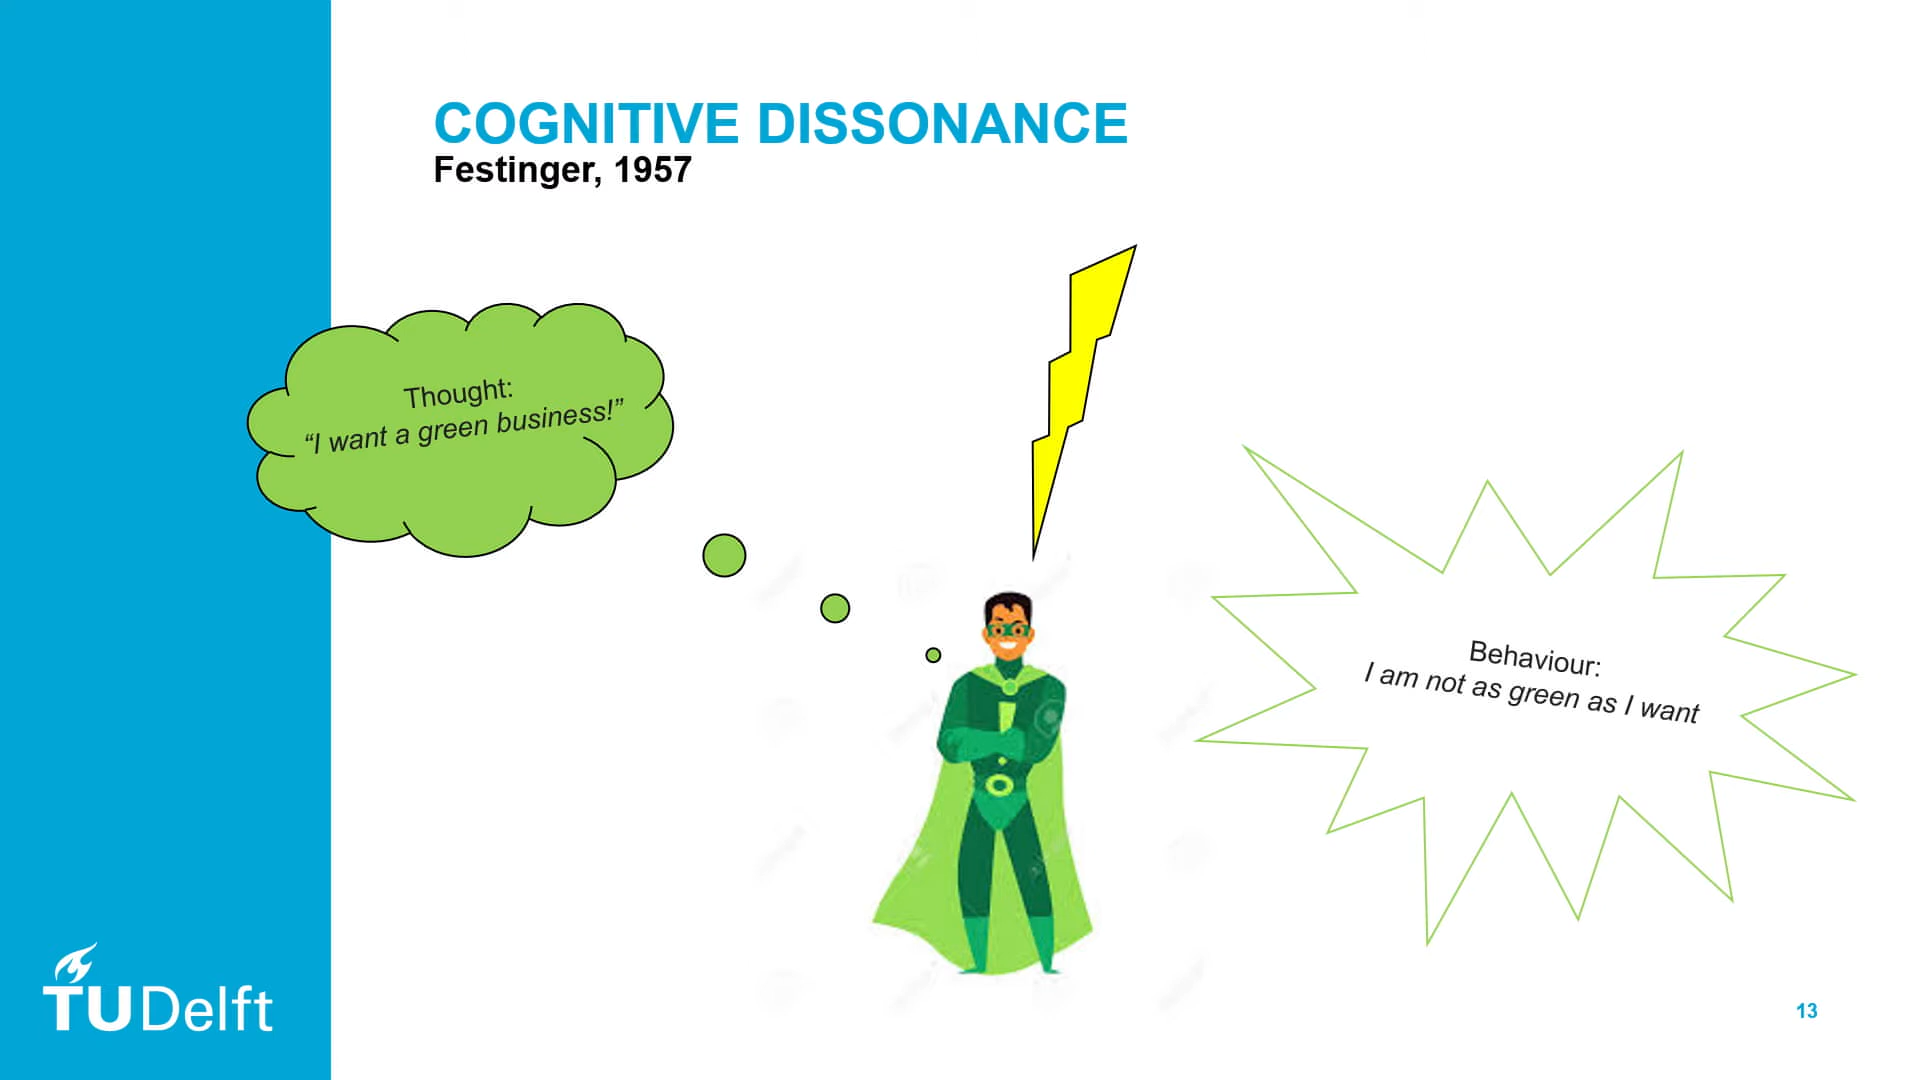 COGNITIVE DISSONANCE
Festinger, 1957
Thought:
“I want a green business!”
Behaviour:
I am not as green as I want
TUDelft
13